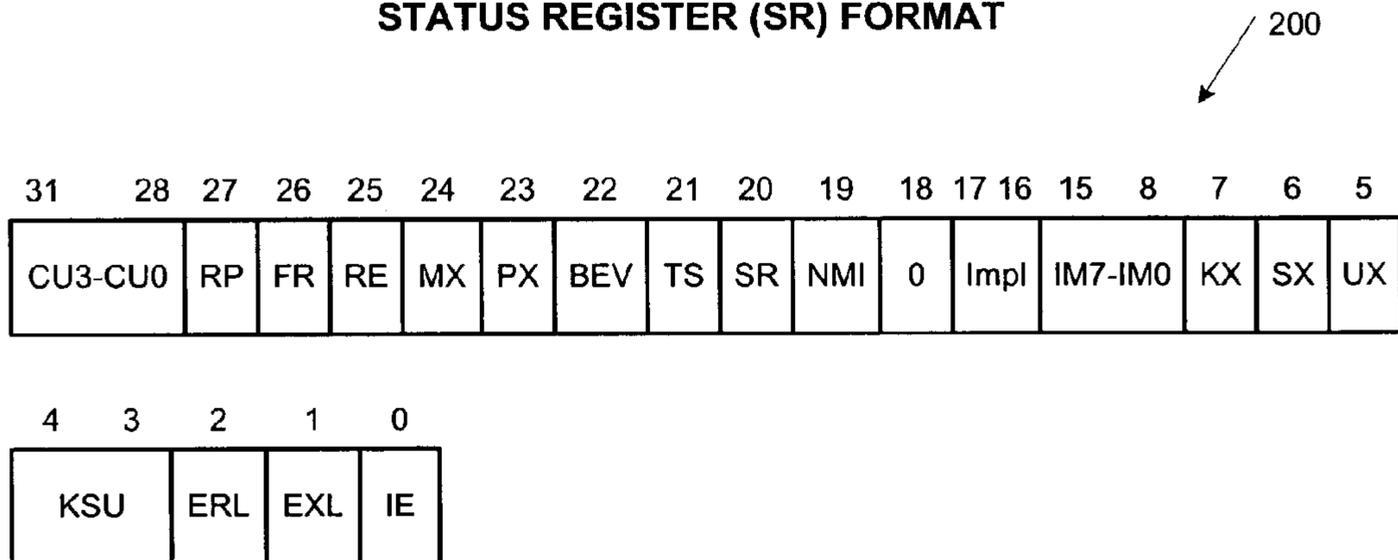 STATUS REGISTER (SR) FORMAT
200
31 28 27 26 25 24 23 22 21 20 19 18 17 16 15 8 7 6 5
CU3-CU0 RP FR RE MX PX BEV TS SR NMI 0 Impl IM7-IM0 KX SX UX
4 3 2 1 0
KSU ERL EXL IE